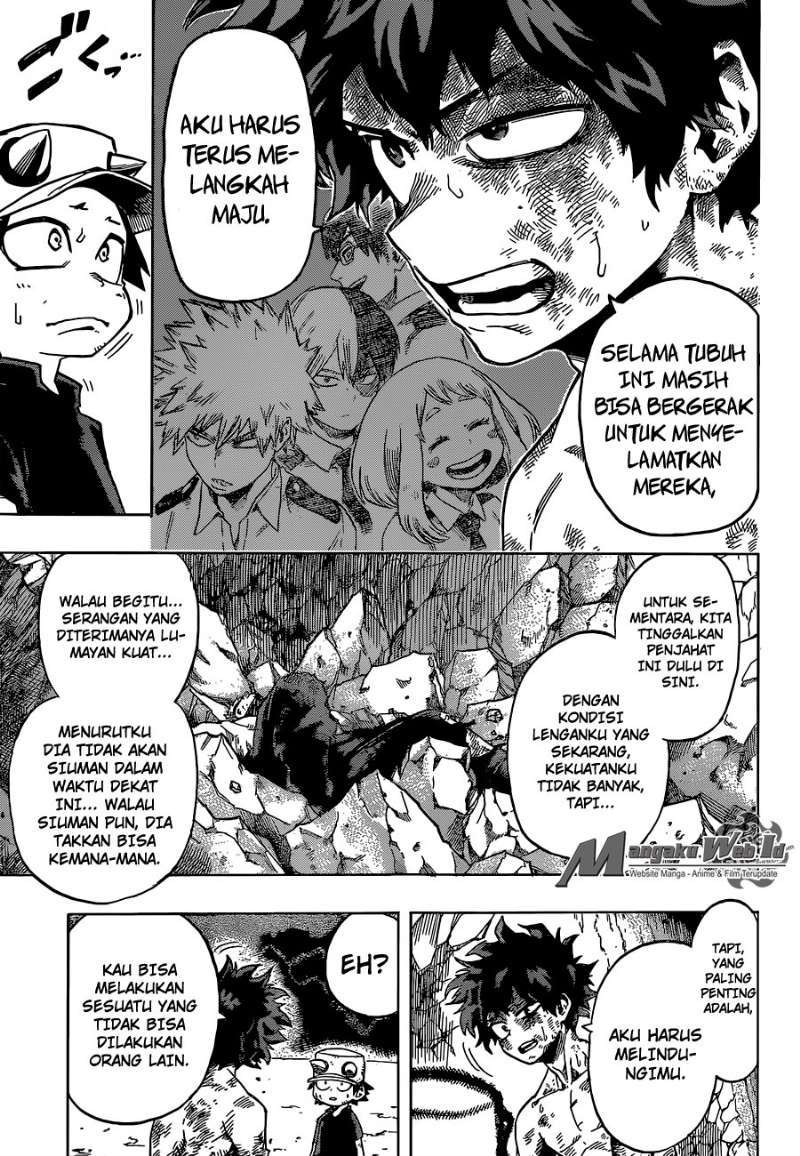 SELAMA TUBUH
INI MASIH
BISA BERGERAK
UNTUK MENYE-
LAMATKAN
MEREKA,
AKU HARUS
TERUS ME-
LANGKAH
MAJU.
UNTUK SE-
MENTARA, KITA
TINGGALKAN
PENJAHAT
INI DULU DI
SINI.
DENGAN
KONDISI
LENGANKU YANG
SEKARANG,
KEKUATANKU
TIDAK BANYAK,
TAPI...
WALAU BEGITU...
SERANGAN YANG
DITERIMANYA LU-
MAYAN KUAT...
MENURUTKU
DIA TIDAK AKAN
SIUMAN DALAM
WAKTU DEKAT
INI... WALAU
SIUMAN PUN, DIA
TAKKAN BISA
KEMANA-MANA.
Mangaku.Web.Id
Website Manga - Anime & Film Terupdate
TAPI,
YANG
PALING
PENTING
ADALAH,
AKU HARUS
MELINDU-
NGIMU.
EH?
KAU BISA
MELAKUKAN
SESUATU YANG
TIDAK BISA
DILAKUKAN
ORANG LAIN.